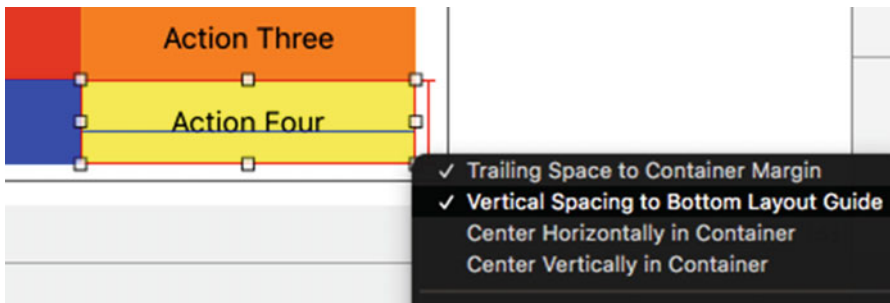 Action Three
Action Four
✓ Trailing Space to Container Margin
✓ Vertical Spacing to Bottom Layout Guide
Center Horizontally in Container
Center Vertically in Container